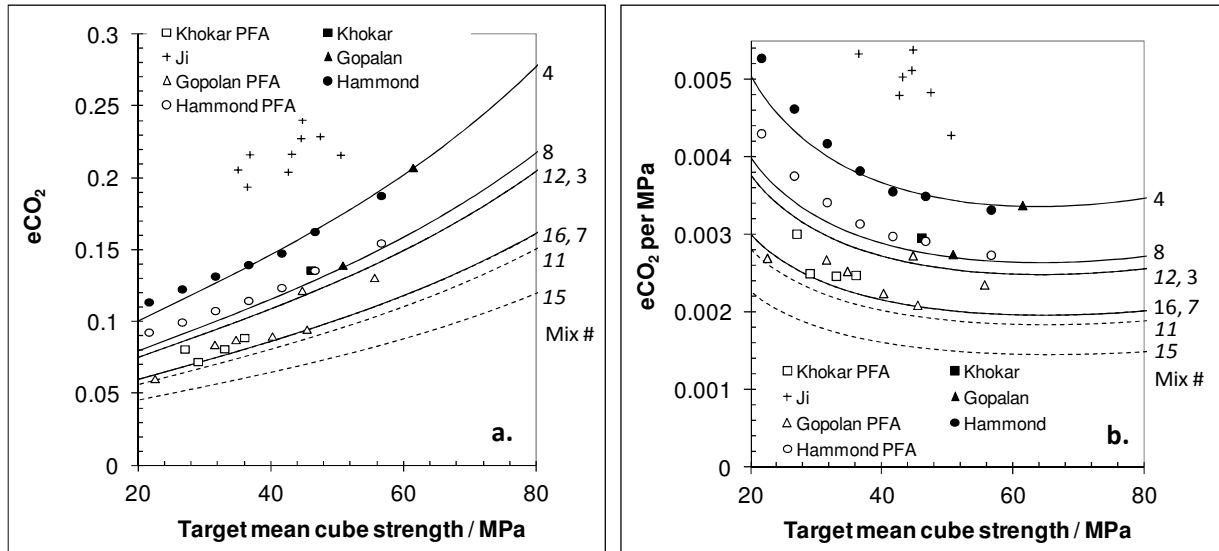 0.3
0.25
0.2
0.15
0.1
0.05
0
eCO₂
Khokar PFA
Khokar
Ji
Gopalan
Gopolan PFA
Hammond
Hammond PFA
4
8
12, 3
16, 7
11
15
Mix #
a.
20 40 60 80
Target mean cube strength / MPa
0.005
0.004
0.003
0.002
0.001
0
eCO₂ per MPa
4
8
12, 3
16, 7
11
15
Mix #
Khokar PFA
Khokar
Ji
Gopalan
Gopolan PFA
Hammond
Hammond PFA
b.
20 40 60 80
Target mean cube strength / MPa